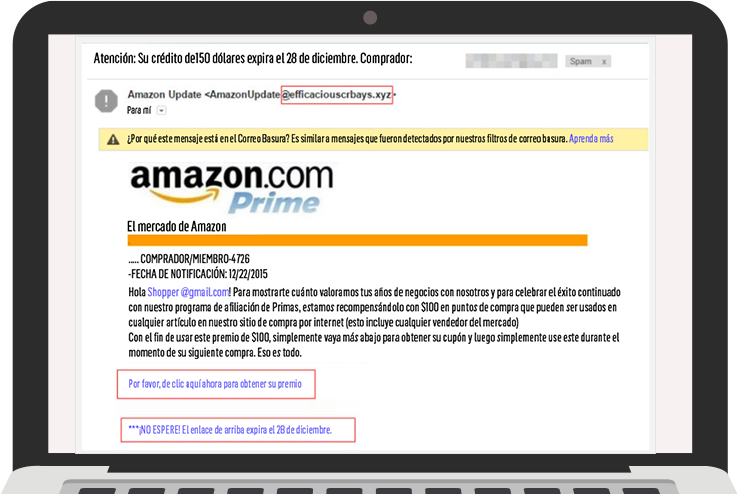 Atención: Su crédito de150 dólares expira el 28 de diciembre. Comprador:
Spam x
Amazon Update <AmazonUpdate@efficaciouscrbays.xyz>
Para mí
¿Por qué este mensaje está en el Correo Basura? Es similar a mensajes que fueron detectados por nuestros filtros de correo basura. Aprenda más
amazon.com
Prime
El mercado de Amazon
..... COMPRADOR/MIEMBRO-4726
-FECHA DE NOTIFICACIÓN: 12/22/2015
Hola Shopper @gmail.com! Para mostrarte cuánto valoramos tus años de negocios con nosotros y para celebrar el éxito continuado
con nuestro programa de afiliación de Primas, estamos recompensándolo con $100 en puntos de compra que pueden ser usados en
cualquier artículo en nuestro sitio de compra por internet (esto incluye cualquier vendedor del mercado)
Con el fin de usar este premio de $100, simplemente vaya más abajo para obtener su cupón y luego simplemente use este durante el
momento de su siguiente compra. Eso es todo.
Por favor, de clic aquí ahora para obtener su premio
***¡NO ESPERE! El enlace de arriba expira el 28 de diciembre.